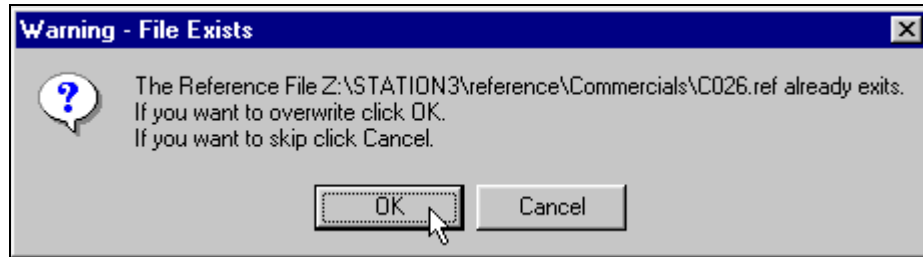 Warning - File Exists
The Reference File Z:\STATION3\reference\Commercials\C026.ref already exits.
If you want to overwrite click OK.
If you want to skip click Cancel.
OK Cancel